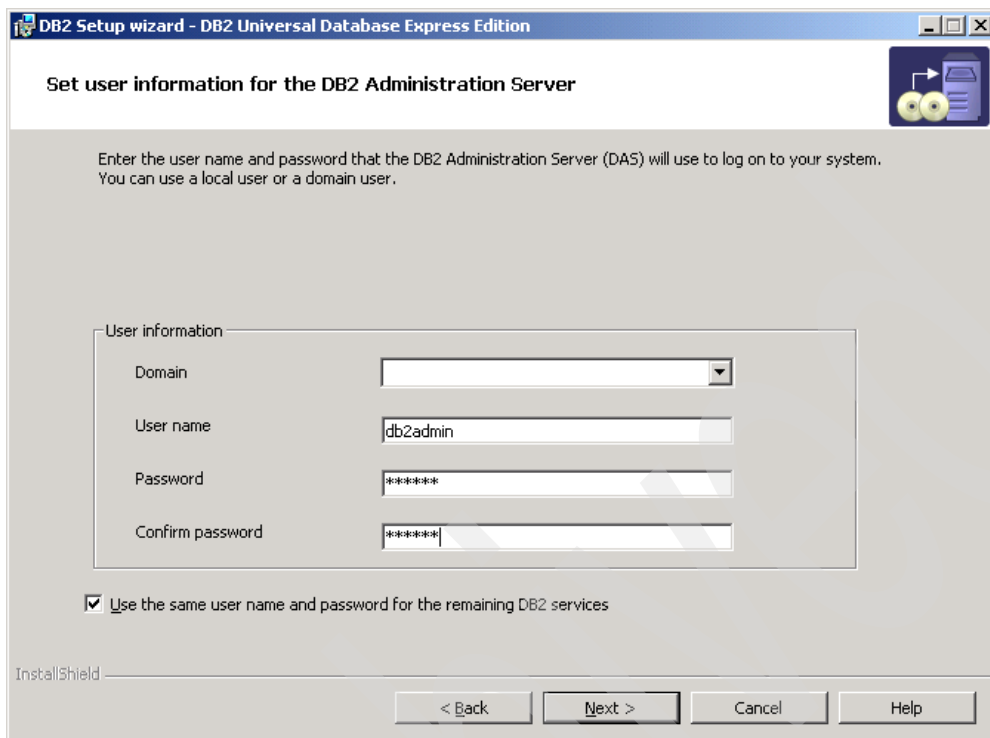 DB2 Setup wizard - DB2 Universal Database Express Edition
Set user information for the DB2 Administration Server
Enter the user name and password that the DB2 Administration Server (DAS) will use to log on to your system.
You can use a local user or a domain user.
User information
Domain
User name
db2admin
Password
******
Confirm password
******
Use the same user name and password for the remaining DB2 services
InstallShield
< Back
Next >
Cancel
Help